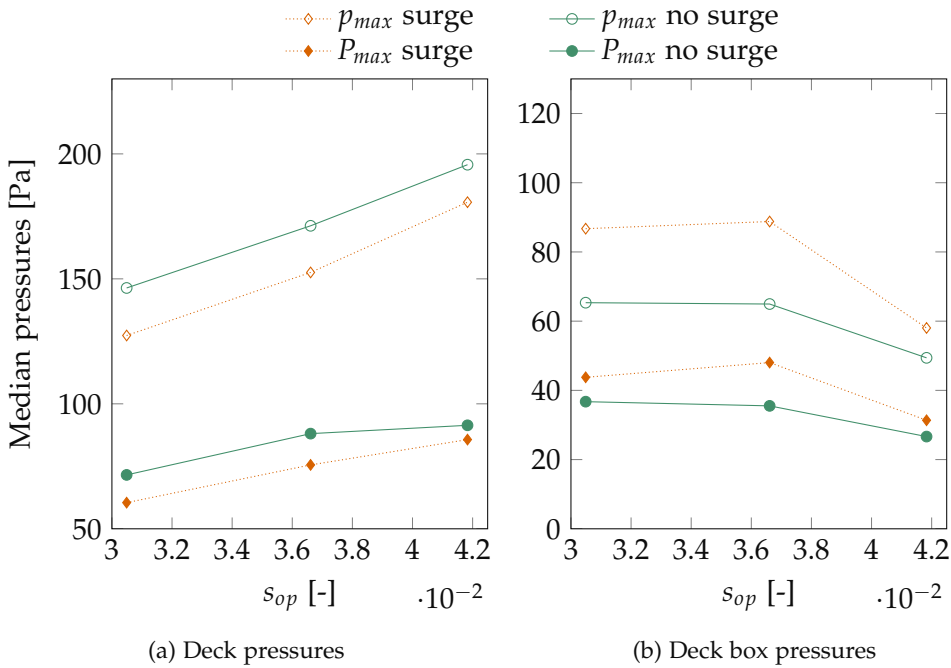 p_max surge
p_max no surge
P_max surge
P_max no surge
Median pressures [Pa]
200
150
100
50
3 3.2 3.4 3.6 3.8 4 4.2
s_op [-]
·10⁻²
(a) Deck pressures
120
100
80
60
40
20
0
3 3.2 3.4 3.6 3.8 4 4.2
s_op [-]
·10⁻²
(b) Deck box pressures